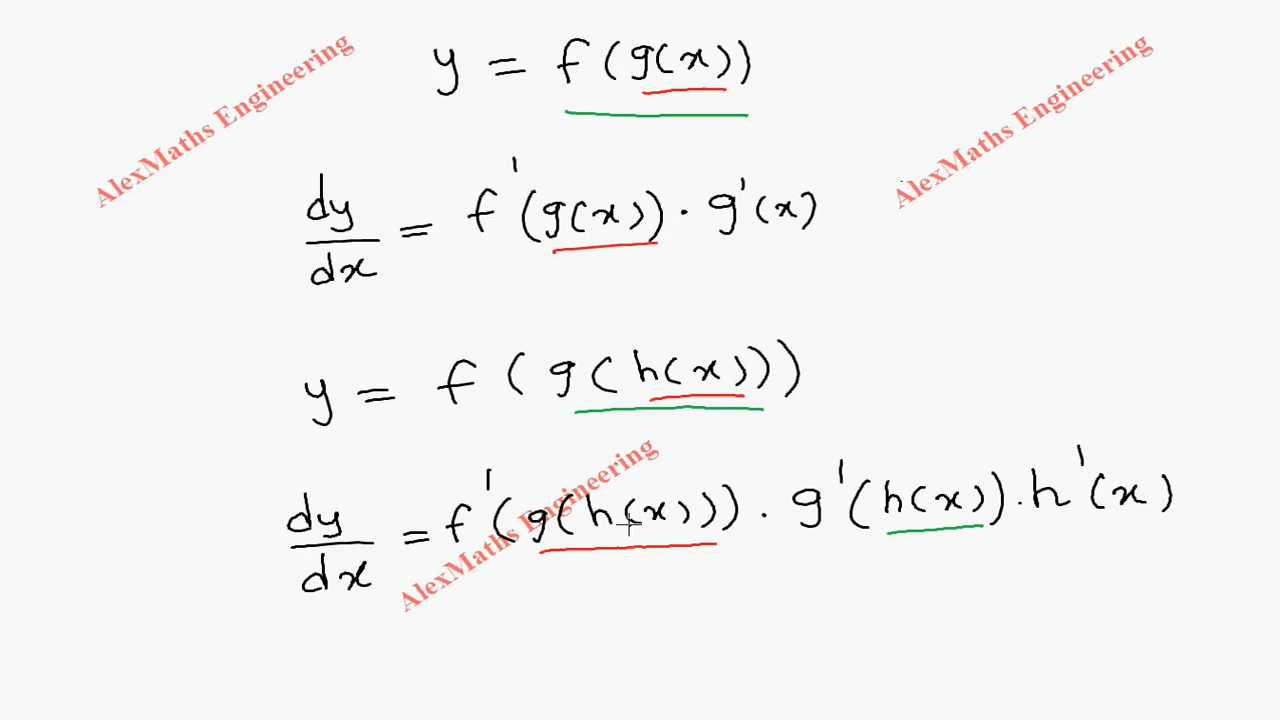 y = f(g(x))
AlexMaths Engineering
AlexMaths Engineering
dy/dx = f'(g(x)) · g'(x)
y = f(g(h(x)))
dy/dx = f'(g(h(x))) · g'(h(x)) · h'(x)
AlexMaths Engineering